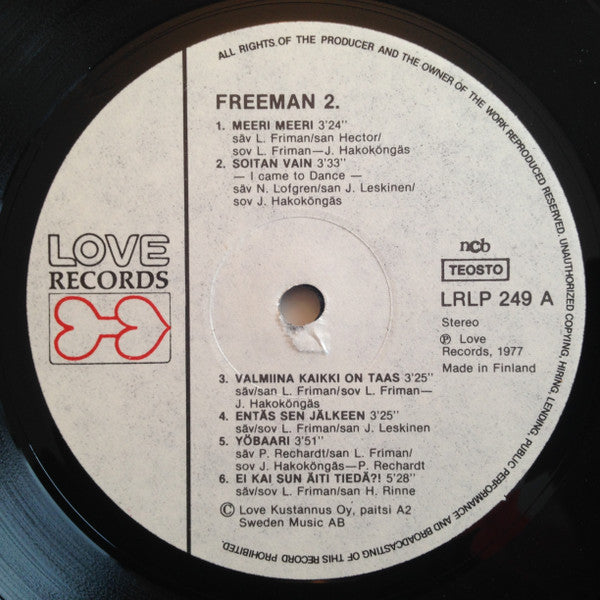 ALL RIGHTS OF THE PRODUCER AND THE OWNER OF THE WORK REPRODUCED RESERVED. UNAUTHORIZED COPYING, HIRING, LENDING, PUBLIC PERFORMANCE AND BROADCASTING OF THIS RECORD PROHIBITED.
FREEMAN 2.
1. MEERI MEERI 3'24"
säv L. Friman/san Hector/
sov L. Friman—J. Hakoköngäs
2. SOITAN VAIN 3'33"
— I came to Dance —
säv N. Lofgren/san J. Leskinen/
sov J. Hakoköngäs
LOVE
RECORDS
ncb
TEOSTO
LRLP 249 A
Stereo
Ⓟ Love
Records, 1977
Made in Finland
3. VALMIINA KAIKKI ON TAAS 3'25"
säv/san L. Friman/sov L. Friman—
J. Hakoköngäs
4. ENTÄS SEN JÄLKEEN 3'25"
säv/sov L. Friman/san J. Leskinen
5. YÖBAARI 3'51"
säv P. Rechardt/san L. Friman/
sov J. Hakoköngäs—P. Rechardt
6. EI KAI SUN ÄITI TIEDÄ?! 5'28"
säv/sov L. Friman/san H. Rinne
© Love Kustannus Oy, paitsi A2
Sweden Music AB